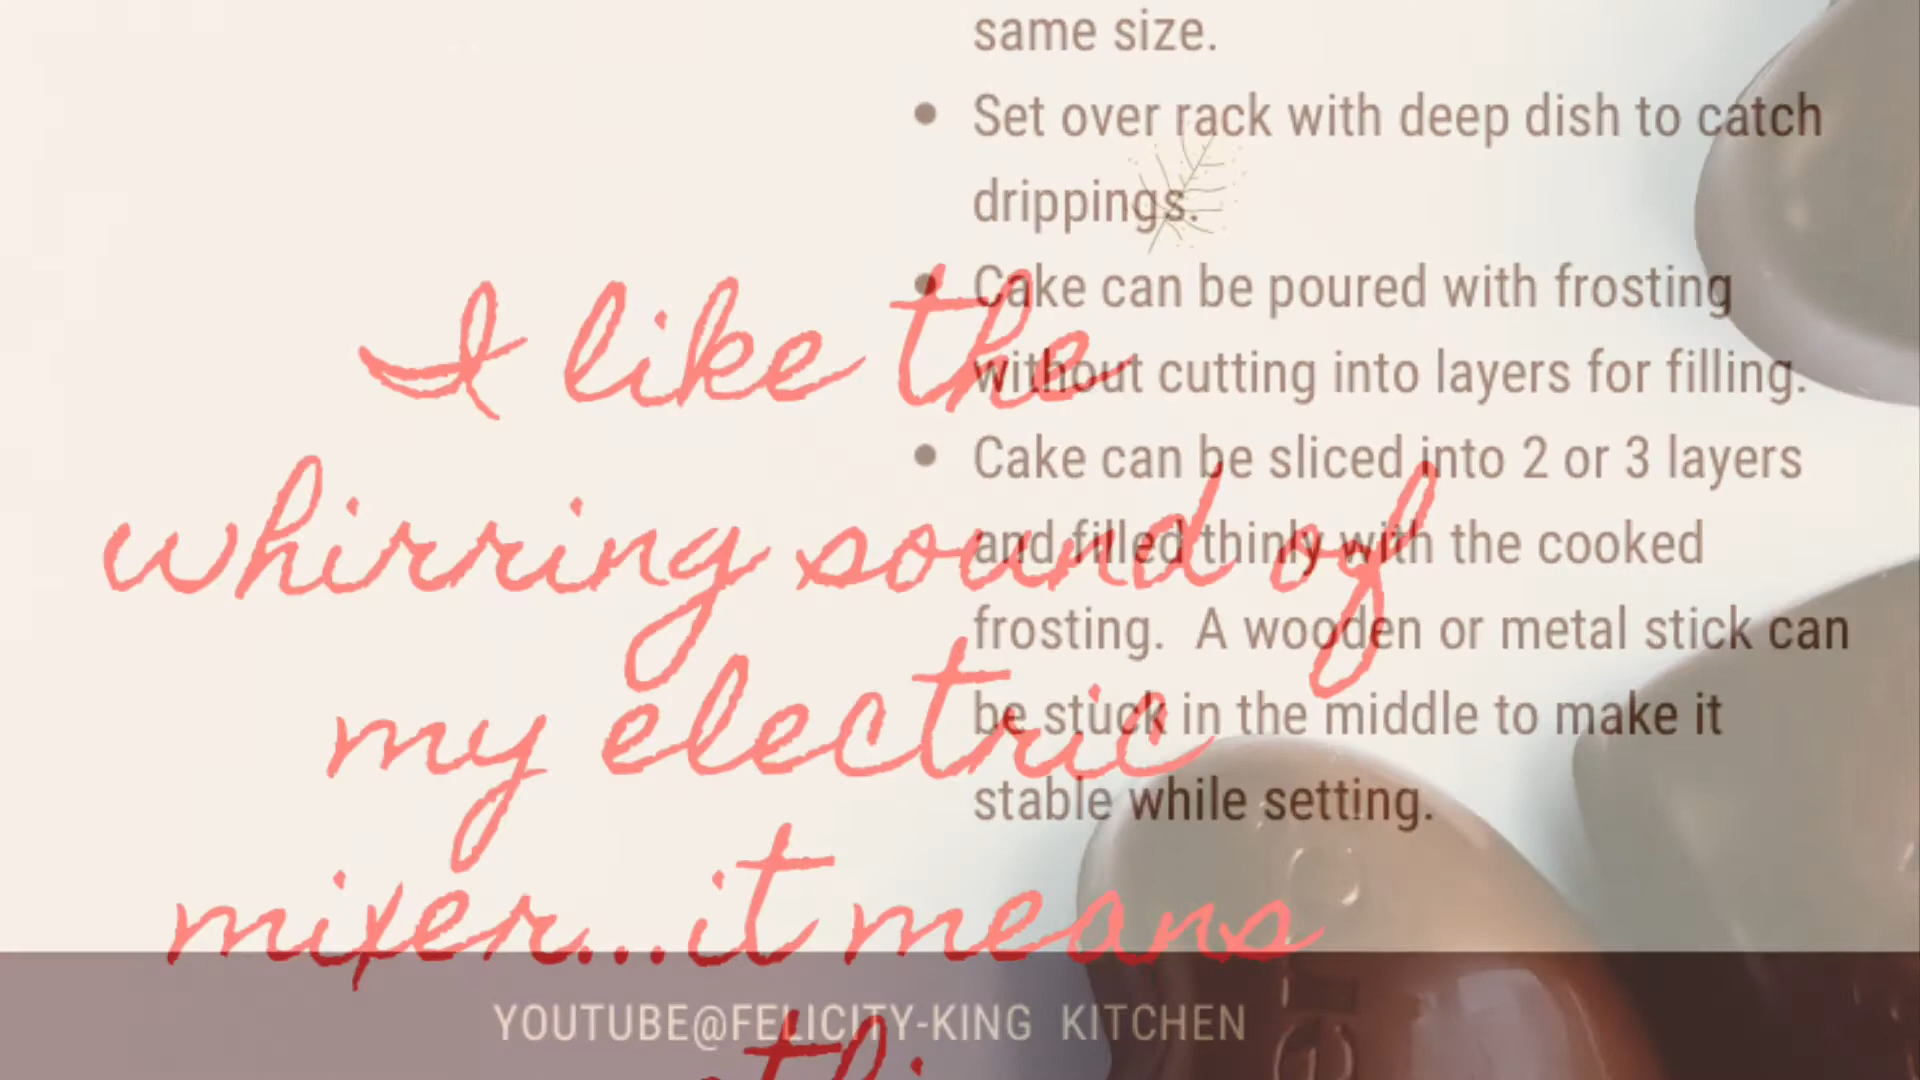 same size.
• Set over rack with deep dish to catch
drippings.
• Cake can be poured with frosting
without cutting into layers for filling.
• Cake can be sliced into 2 or 3 layers
and filled thinly with the cooked
frosting. A wooden or metal stick can
be stuck in the middle to make it
stable while setting.
I like the
whirring sound of
my electric
mixer...it means
YOUTUBE@FELICITY-KING KITCHEN